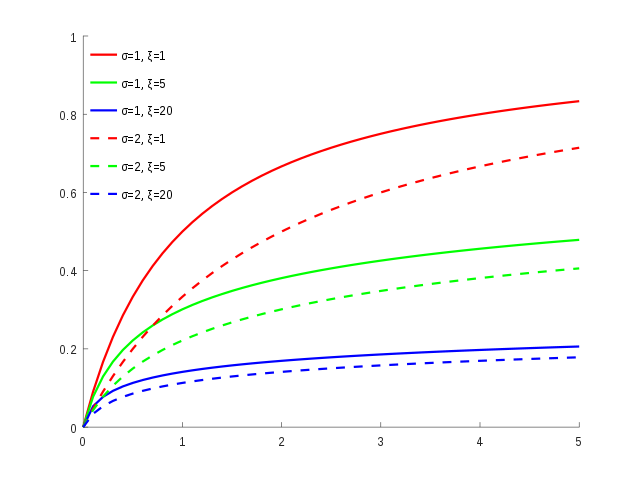 1
0.8
0.6
0.4
0.2
0
σ=1, ξ=1
σ=1, ξ=5
σ=1, ξ=20
σ=2, ξ=1
σ=2, ξ=5
σ=2, ξ=20
0 1 2 3 4 5